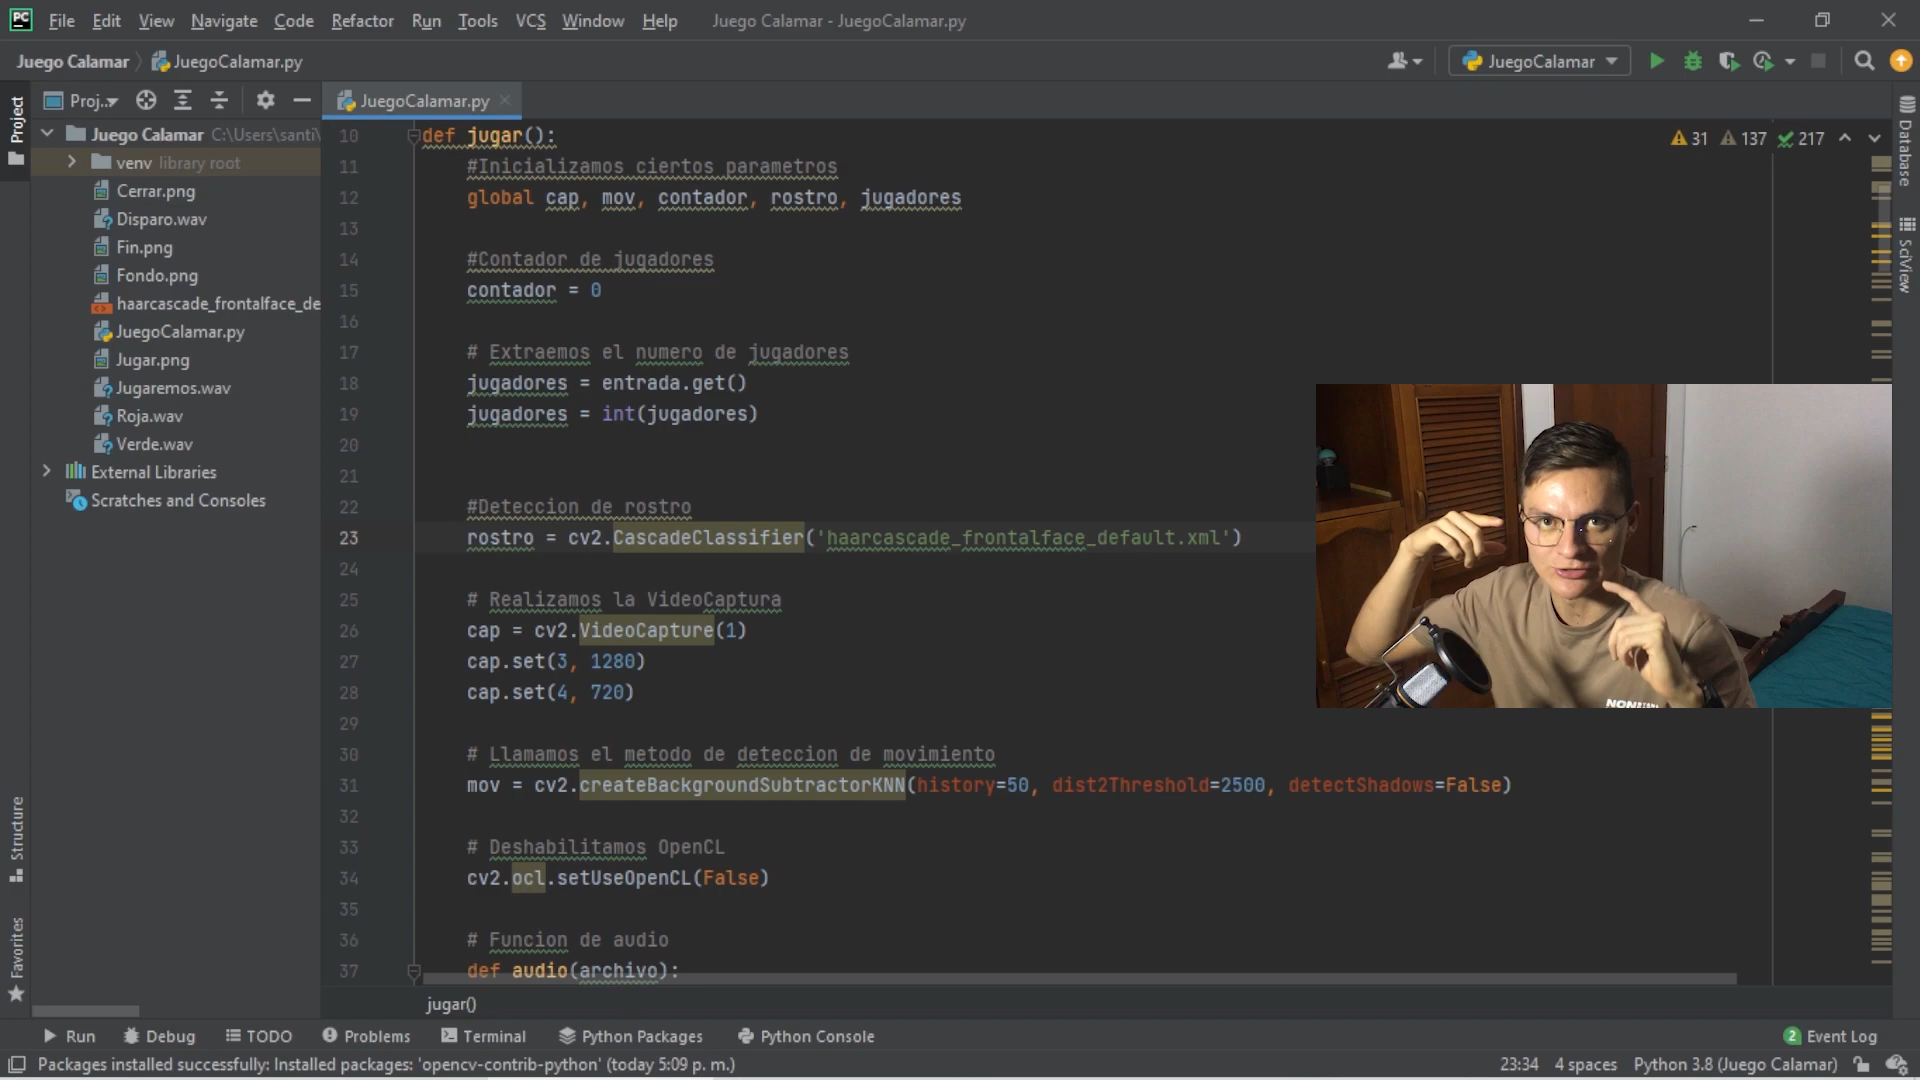 PC File Edit View Navigate Code Refactor Run Tools VCS Window Help Juego Calamar - JuegoCalamar.py
Juego Calamar JuegoCalamar.py JuegoCalamar
Project Proj.. JuegoCalamar.py
Juego Calamar C:\Users\santi\
venv library root
Cerrar.png
Disparo.wav
Fin.png
Fondo.png
haarcascade_frontalface_de
JuegoCalamar.py
Jugar.png
Jugaremos.wav
Roja.wav
Verde.wav
External Libraries
Scratches and Consoles
Structure
Favorites
31 137 217
10 def jugar():
11 #Inicializamos ciertos parametros
12 global cap, mov, contador, rostro, jugadores
13
14 #Contador de jugadores
15 contador = 0
16
17 # Extraemos el numero de jugadores
18 jugadores = entrada.get()
19 jugadores = int(jugadores)
20
21
22 #Deteccion de rostro
23 rostro = cv2.CascadeClassifier('haarcascade_frontalface_default.xml')
24
25 # Realizamos la VideoCaptura
26 cap = cv2.VideoCapture(1)
27 cap.set(3, 1280)
28 cap.set(4, 720)
29
30 # Llamamos el metodo de deteccion de movimiento
31 mov = cv2.createBackgroundSubtractorKNN(history=50, dist2Threshold=2500, detectShadows=False)
32
33 # Deshabilitamos OpenCL
34 cv2.ocl.setUseOpenCL(False)
35
36 # Funcion de audio
37 def audio(archivo):
jugar()
Database
SciView
Run Debug TODO Problems Terminal Python Packages Python Console 2 Event Log
Packages installed successfully: Installed packages: 'opencv-contrib-python' (today 5:09 p. m.) 23:34 4 spaces Python 3.8 (Juego Calamar)